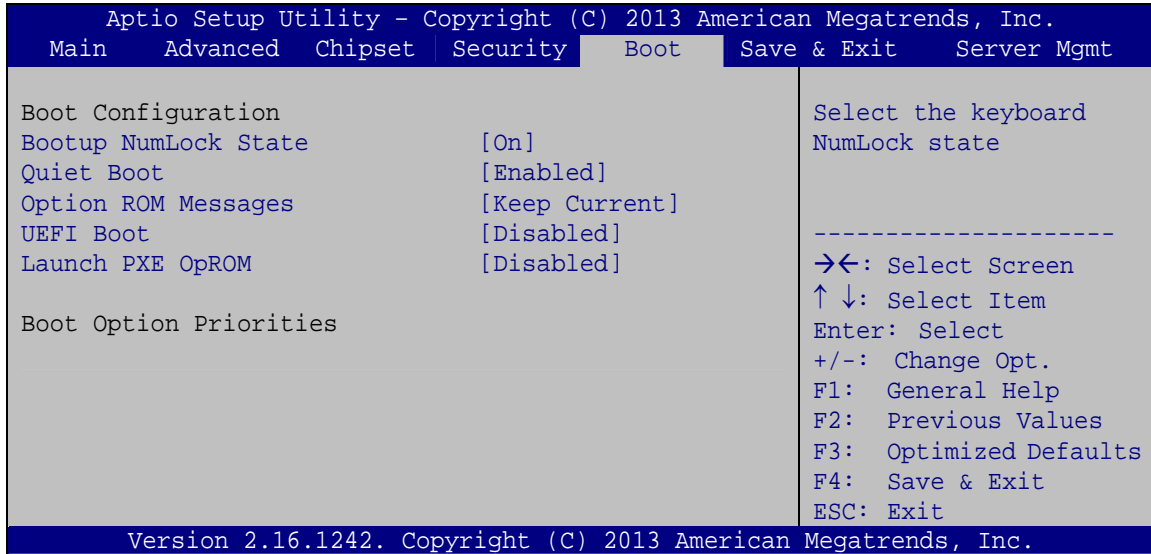 Aptio Setup Utility – Copyright (C) 2013 American Megatrends, Inc.
Main Advanced Chipset Security Boot Save & Exit Server Mgmt
Boot Configuration
Bootup NumLock State [On]
Quiet Boot [Enabled]
Option ROM Messages [Keep Current]
UEFI Boot [Disabled]
Launch PXE OpROM [Disabled]
Boot Option Priorities
Select the keyboard
NumLock state
---------------------
→←: Select Screen
↑ ↓: Select Item
Enter: Select
+/-: Change Opt.
F1: General Help
F2: Previous Values
F3: Optimized Defaults
F4: Save & Exit
ESC: Exit
Version 2.16.1242. Copyright (C) 2013 American Megatrends, Inc.